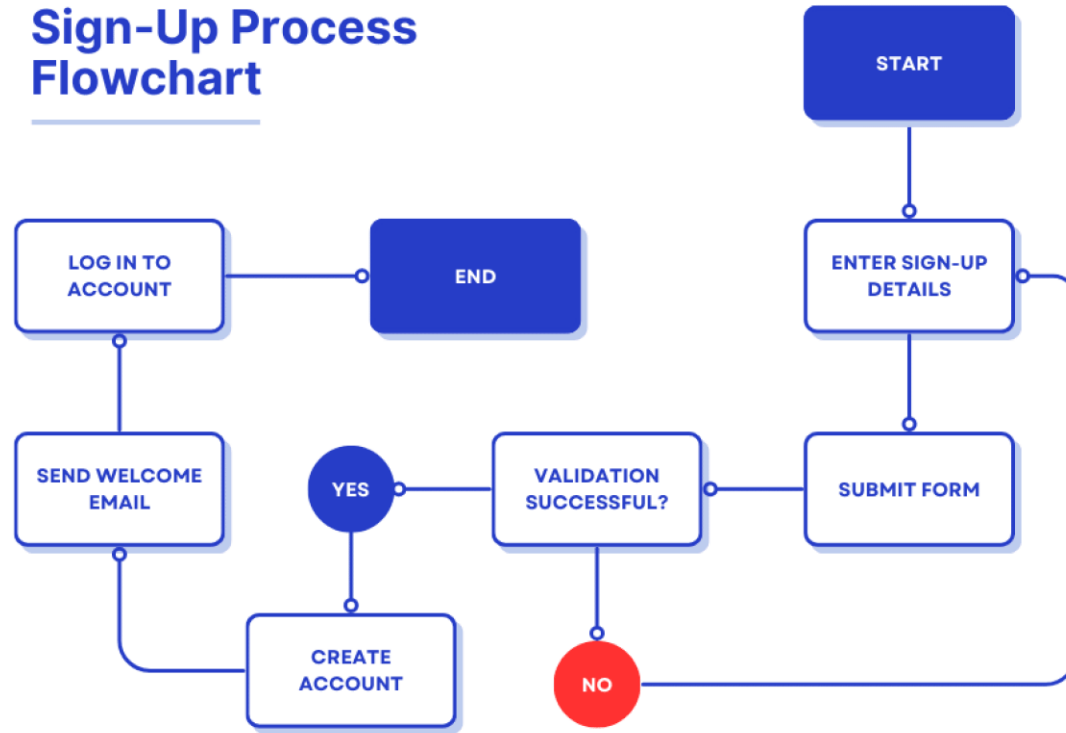 Sign-Up Process
Flowchart
START
ENTER SIGN-UP
DETAILS
SUBMIT FORM
VALIDATION
SUCCESSFUL?
YES
NO
CREATE
ACCOUNT
SEND WELCOME
EMAIL
LOG IN TO
ACCOUNT
END